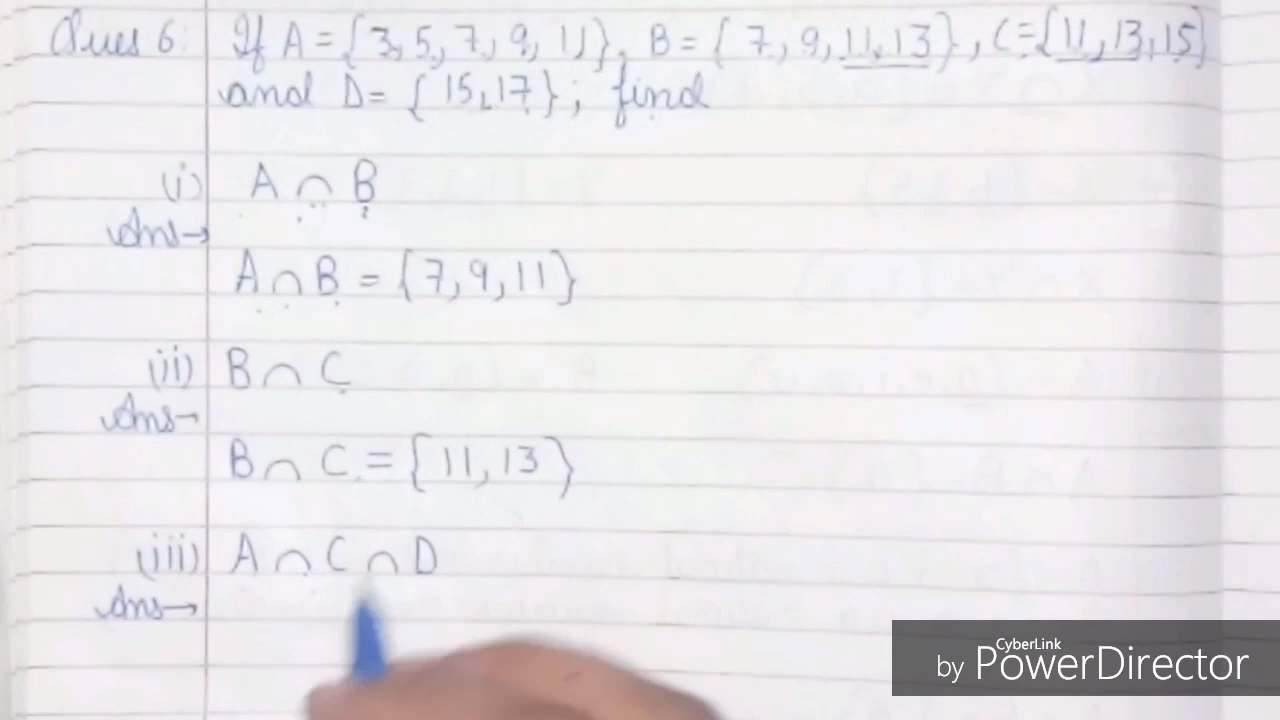 Ques 6: If A = {3, 5, 7, 9, 11}, B = {7, 9, 11, 13}, C = {11, 13, 15}
and D = {15, 17}; find
(i) A ∩ B
Ans→
A ∩ B = {7, 9, 11}
(ii) B ∩ C
Ans→
B ∩ C = {11, 13}
(iii) A ∩ C ∩ D
Ans→
CyberLink
by PowerDirector